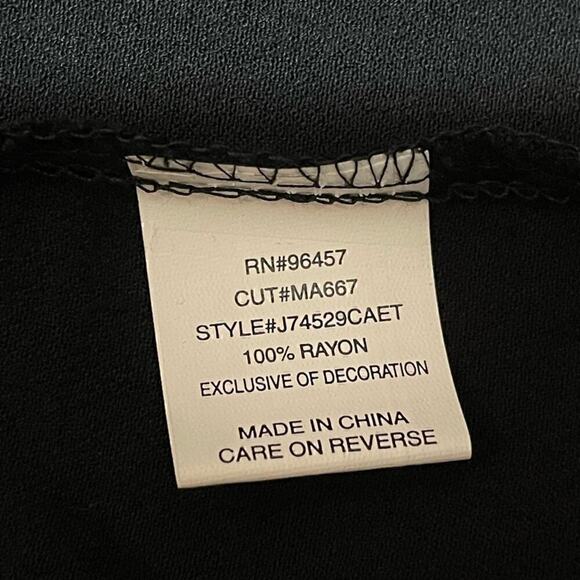 RN#96457
CUT#MA667
STYLE#J74529CAET
100% RAYON
EXCLUSIVE OF DECORATION
MADE IN CHINA
CARE ON REVERSE